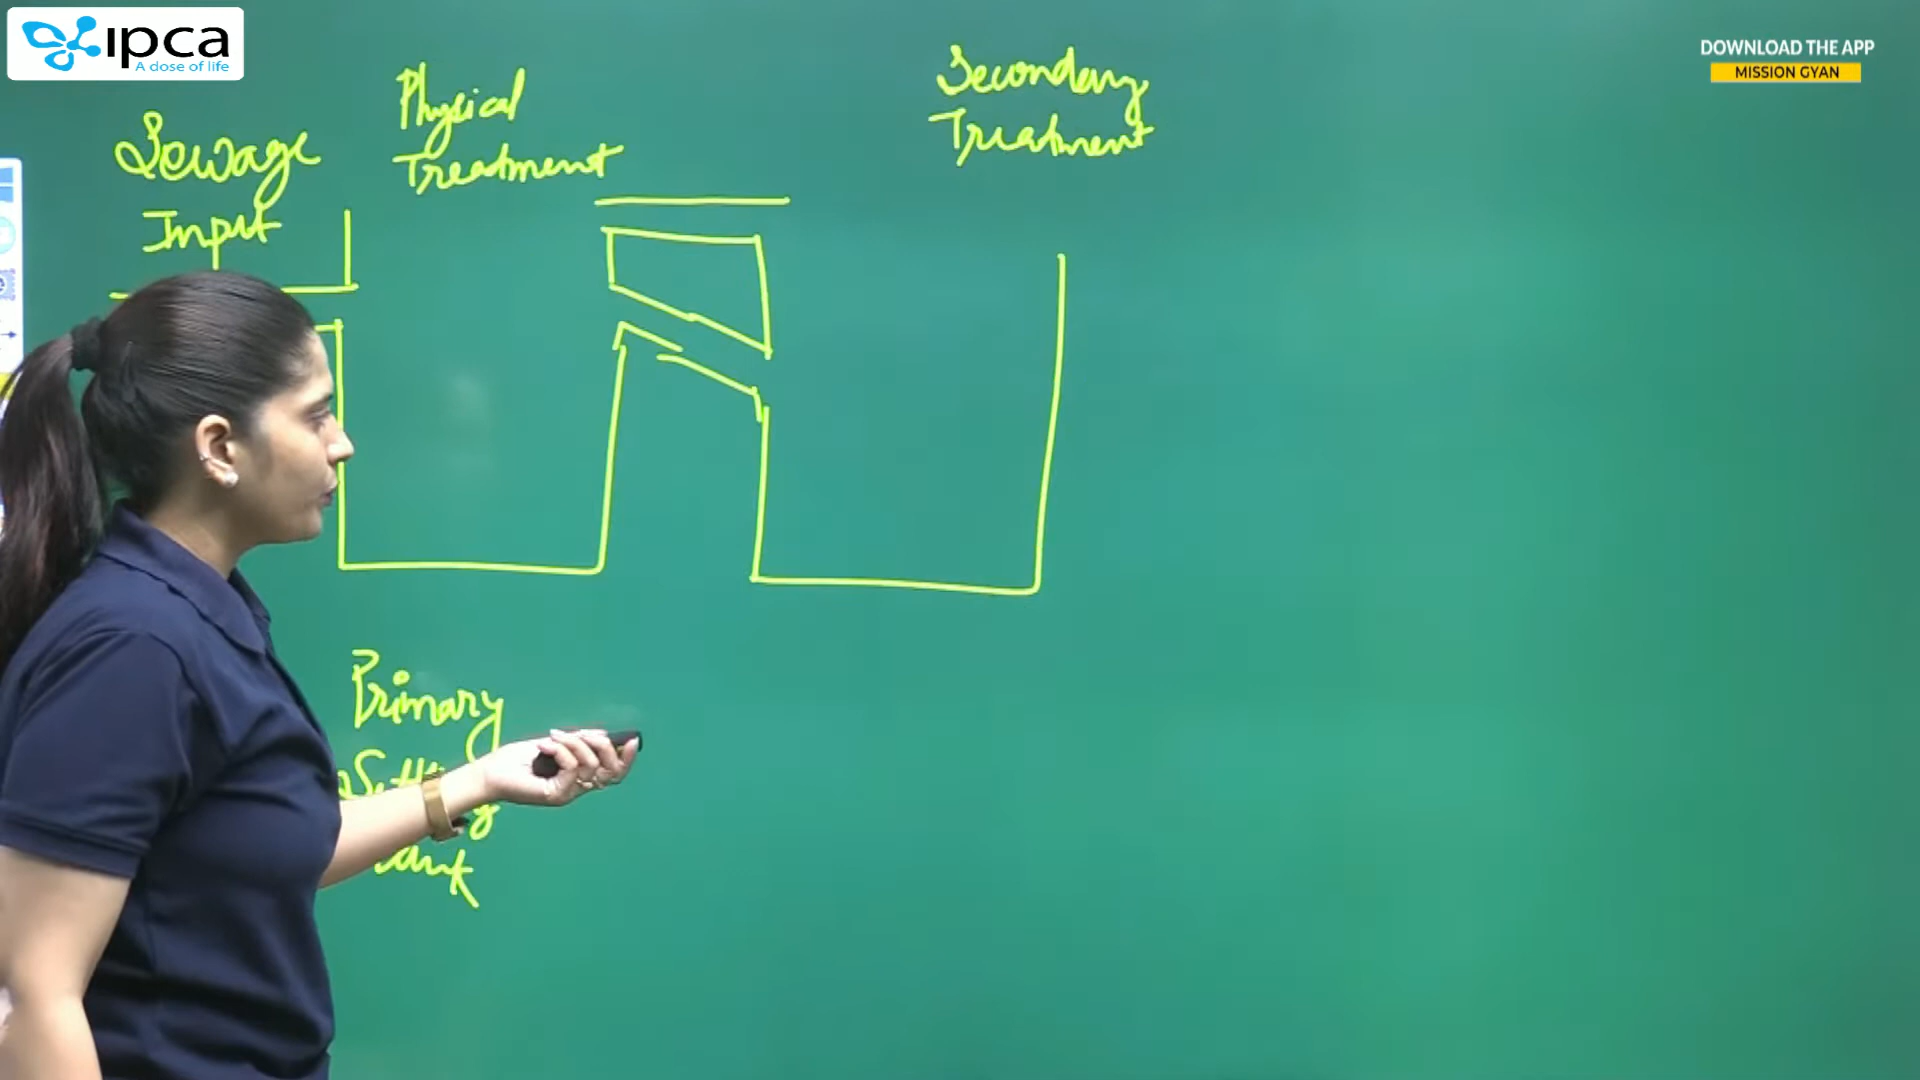 ipca
A dose of life
DOWNLOAD THE APP
MISSION GYAN
Sewage
Input
Physical
Treatment
Secondary
Treatment
Primary